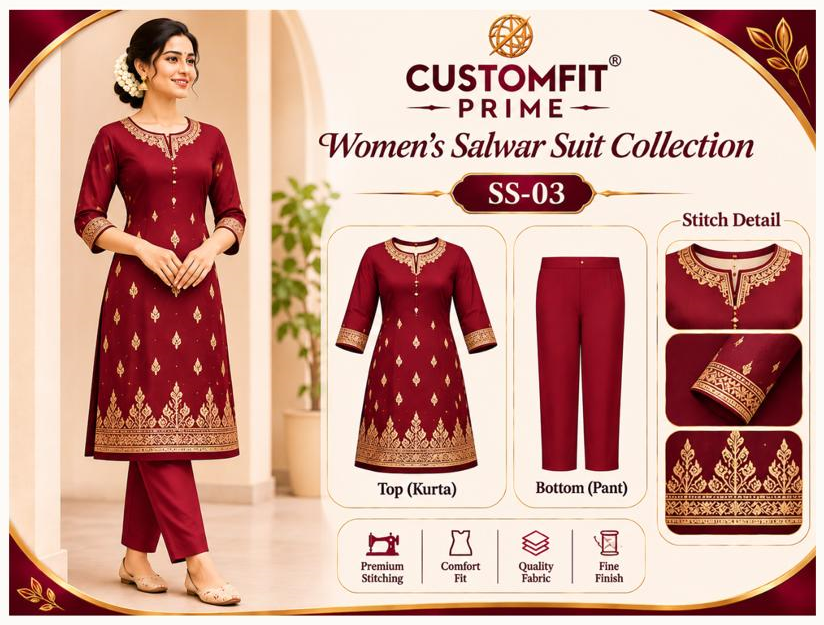 CUSTOMFIT®
PRIME
Women's Salwar Suit Collection
SS-03
Stitch Detail
Top (Kurta)
Bottom (Pant)
Premium
Stitching
Comfort
Fit
Quality
Fabric
Fine
Finish